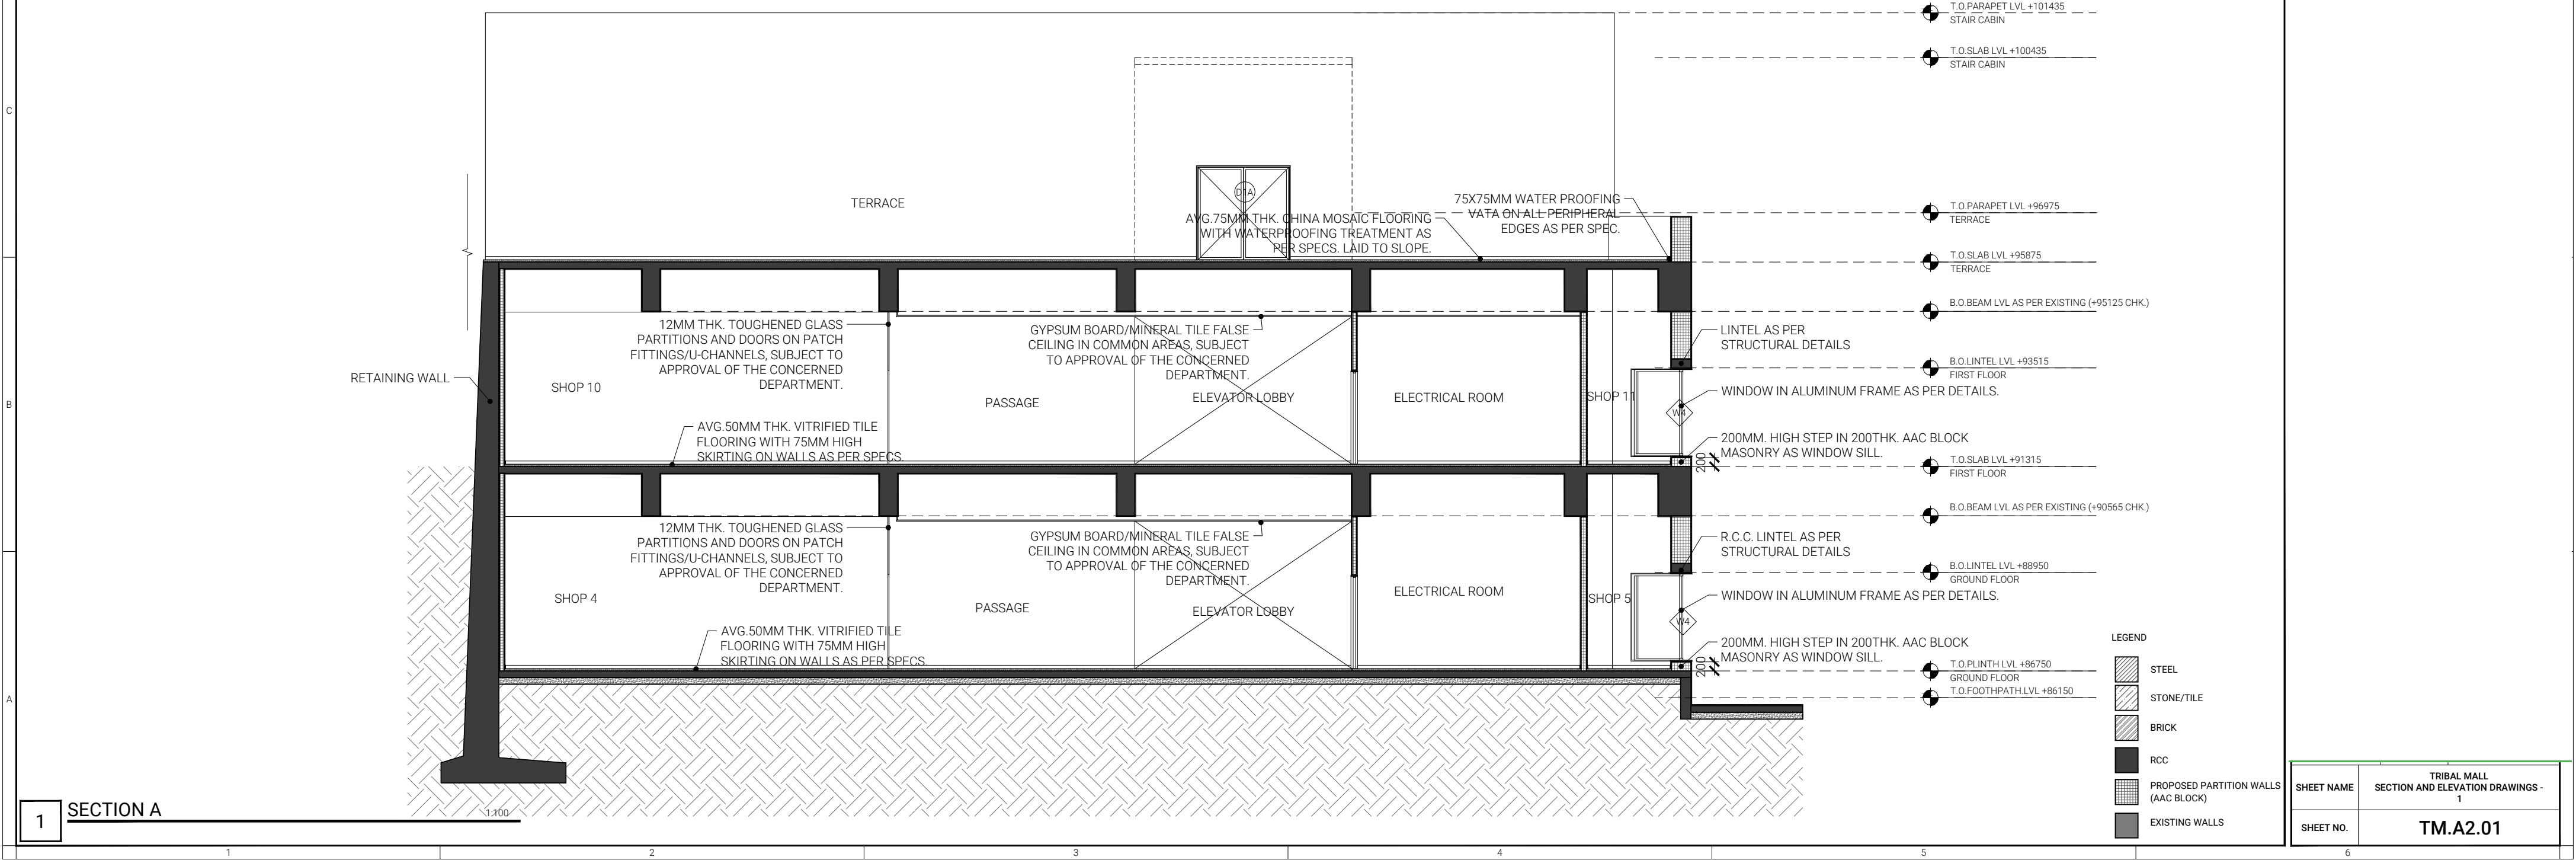 T.O.PARAPET LVL +101435
STAIR CABIN
T.O.SLAB LVL +100435
STAIR CABIN
C
D1A
TERRACE
75X75MM WATER PROOFING
VATA ON ALL PERIPHERAL
EDGES AS PER SPEC.
AVG.75MM THK. CHINA MOSAIC FLOORING
WITH WATERPROOFING TREATMENT AS
PER SPECS. LAID TO SLOPE.
T.O.PARAPET LVL +96975
TERRACE
T.O.SLAB LVL +95875
TERRACE
B.O.BEAM LVL AS PER EXISTING (+95125 CHK.)
12MM THK. TOUGHENED GLASS
PARTITIONS AND DOORS ON PATCH
FITTINGS/U-CHANNELS, SUBJECT TO
APPROVAL OF THE CONCERNED
DEPARTMENT.
GYPSUM BOARD/MINERAL TILE FALSE
CEILING IN COMMON AREAS, SUBJECT
TO APPROVAL OF THE CONCERNED
DEPARTMENT.
LINTEL AS PER
STRUCTURAL DETAILS
B.O.LINTEL LVL +93515
FIRST FLOOR
RETAINING WALL
SHOP 10
PASSAGE
ELEVATOR LOBBY
ELECTRICAL ROOM
SHOP 11
WINDOW IN ALUMINUM FRAME AS PER DETAILS.
B
W4
AVG.50MM THK. VITRIFIED TILE
FLOORING WITH 75MM HIGH
SKIRTING ON WALLS AS PER SPECS.
200MM. HIGH STEP IN 200THK. AAC BLOCK
MASONRY AS WINDOW SILL.
200
T.O.SLAB LVL +91315
FIRST FLOOR
B.O.BEAM LVL AS PER EXISTING (+90565 CHK.)
12MM THK. TOUGHENED GLASS
PARTITIONS AND DOORS ON PATCH
FITTINGS/U-CHANNELS, SUBJECT TO
APPROVAL OF THE CONCERNED
DEPARTMENT.
GYPSUM BOARD/MINERAL TILE FALSE
CEILING IN COMMON AREAS, SUBJECT
TO APPROVAL OF THE CONCERNED
DEPARTMENT.
R.C.C. LINTEL AS PER
STRUCTURAL DETAILS
B.O.LINTEL LVL +88950
GROUND FLOOR
SHOP 4
PASSAGE
ELEVATOR LOBBY
ELECTRICAL ROOM
SHOP 5
WINDOW IN ALUMINUM FRAME AS PER DETAILS.
W4
AVG.50MM THK. VITRIFIED TILE
FLOORING WITH 75MM HIGH
SKIRTING ON WALLS AS PER SPECS.
200MM. HIGH STEP IN 200THK. AAC BLOCK
MASONRY AS WINDOW SILL.
200
T.O.PLINTH LVL +86750
GROUND FLOOR
T.O.FOOTPATH.LVL +86150
A
LEGEND
STEEL
STONE/TILE
BRICK
RCC
PROPOSED PARTITION WALLS
(AAC BLOCK)
EXISTING WALLS
1
SECTION A
1:100
SHEET NAME
TRIBAL MALL
SECTION AND ELEVATION DRAWINGS -
1
SHEET NO.
TM.A2.01
1
2
3
4
5
6